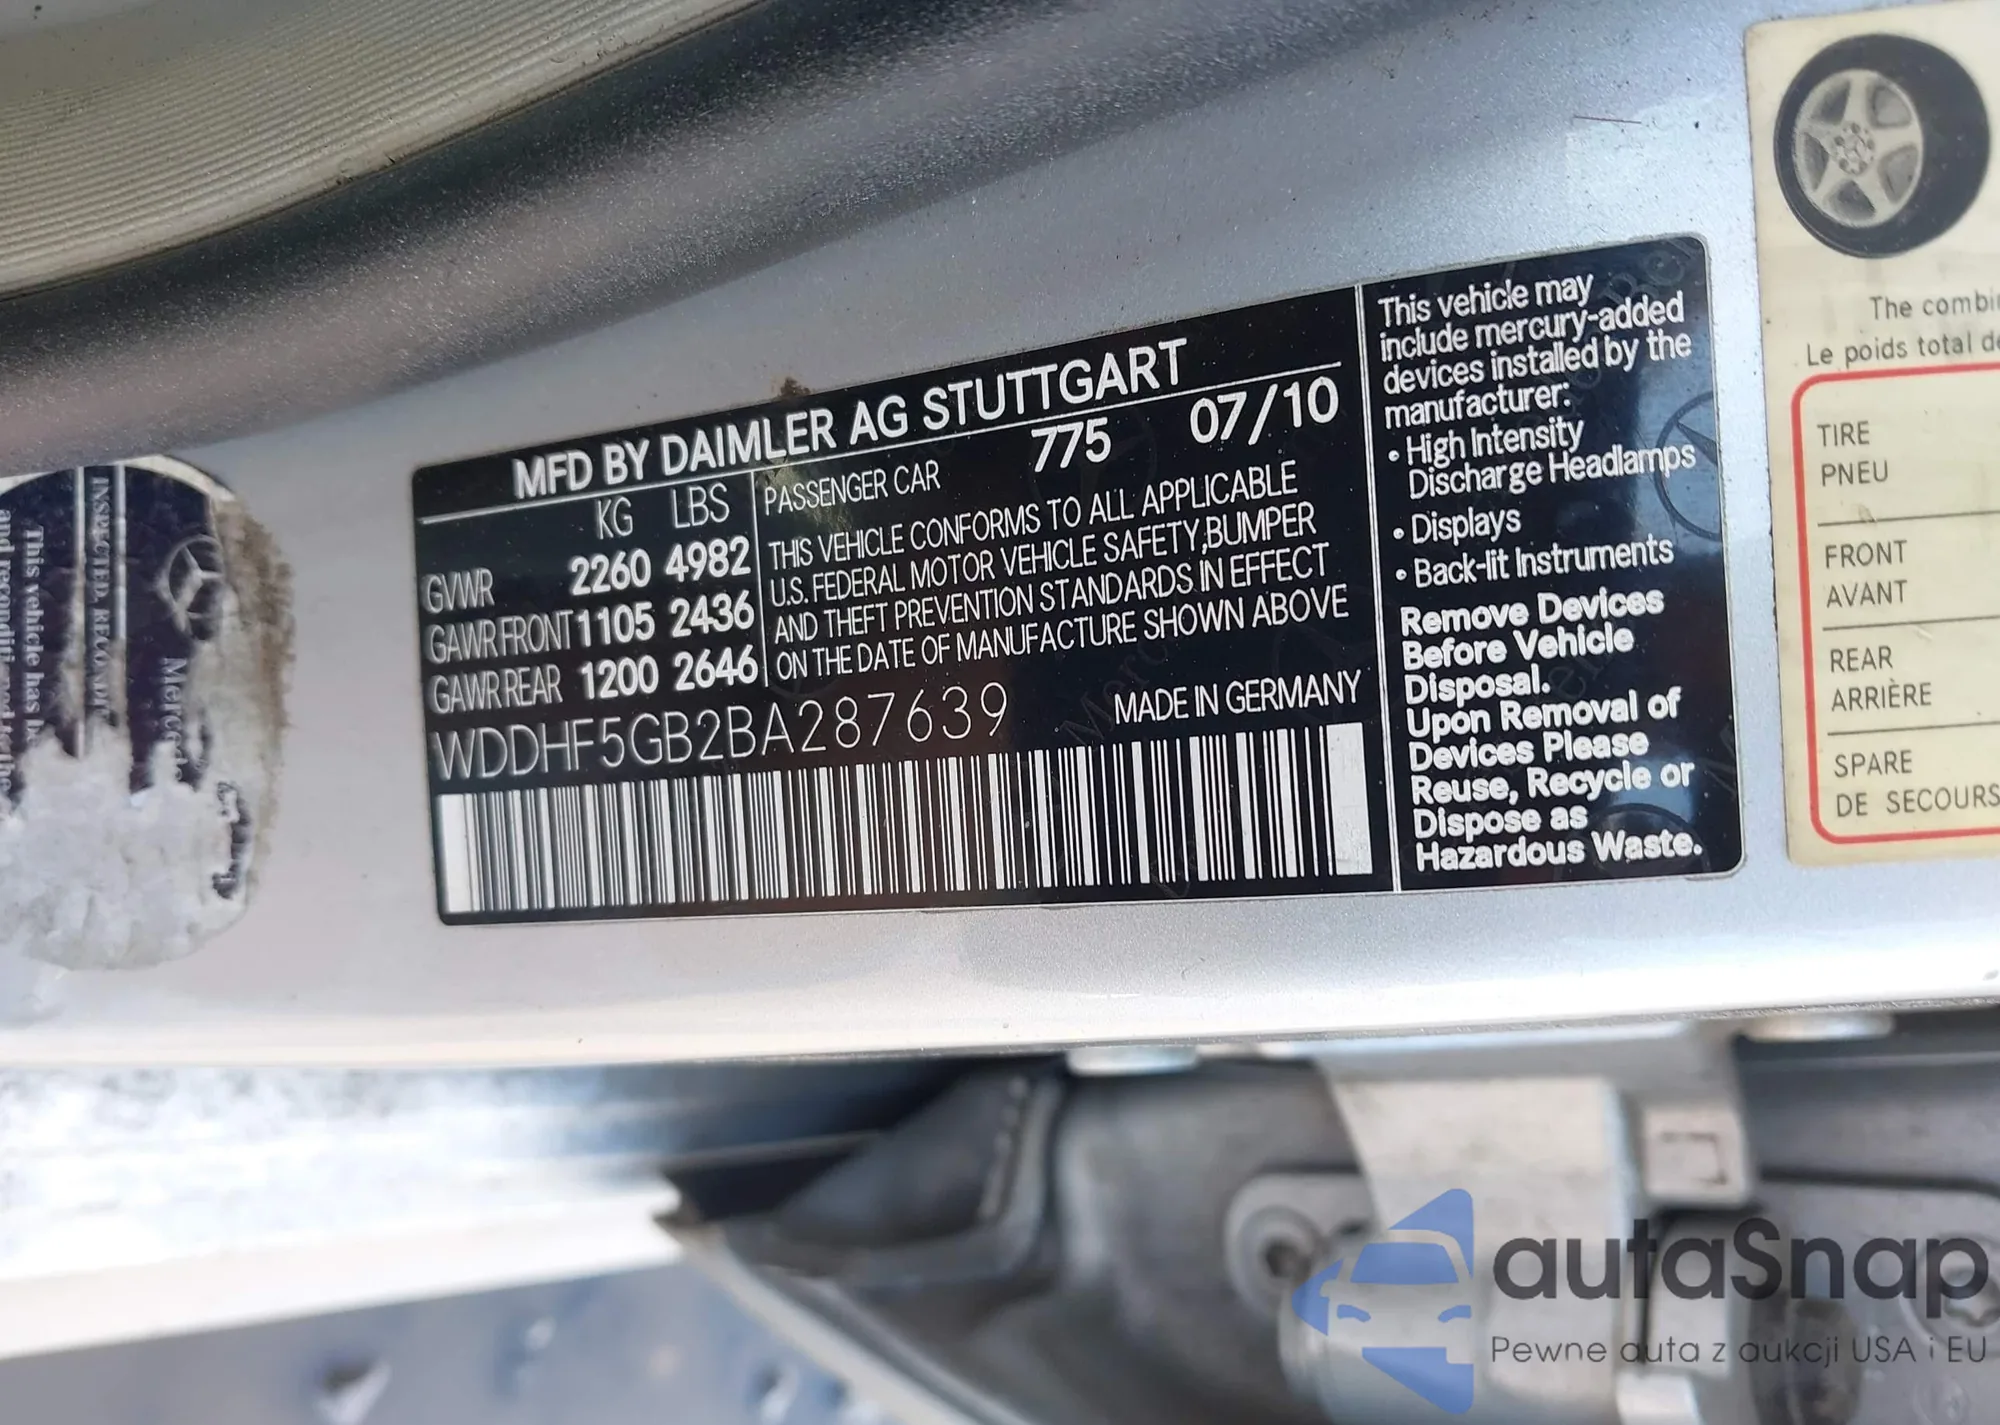 MFD BY DAIMLER AG STUTTGART
KG LBS
GVWR 2260 4982
GAWR FRONT 1105 2436
GAWR REAR 1200 2646
PASSENGER CAR 775 07/10
THIS VEHICLE CONFORMS TO ALL APPLICABLE
U.S. FEDERAL MOTOR VEHICLE SAFETY,BUMPER
AND THEFT PREVENTION STANDARDS IN EFFECT
ON THE DATE OF MANUFACTURE SHOWN ABOVE
WDDHF5GB2BA287639 MADE IN GERMANY
This vehicle may
include mercury-added
devices installed by the
manufacturer:
• High Intensity
Discharge Headlamps
• Displays
• Back-lit Instruments
Remove Devices
Before Vehicle
Disposal.
Upon Removal of
Devices Please
Reuse, Recycle or
Dispose as
Hazardous Waste.
The
Le poids total
TIRE
PNEU
FRONT
AVANT
REAR
ARRIÈRE
SPARE
DE SECOURS
INSPECTED,
This vehicle has
autaSnap
Pewne auta z aukcji USA i EU